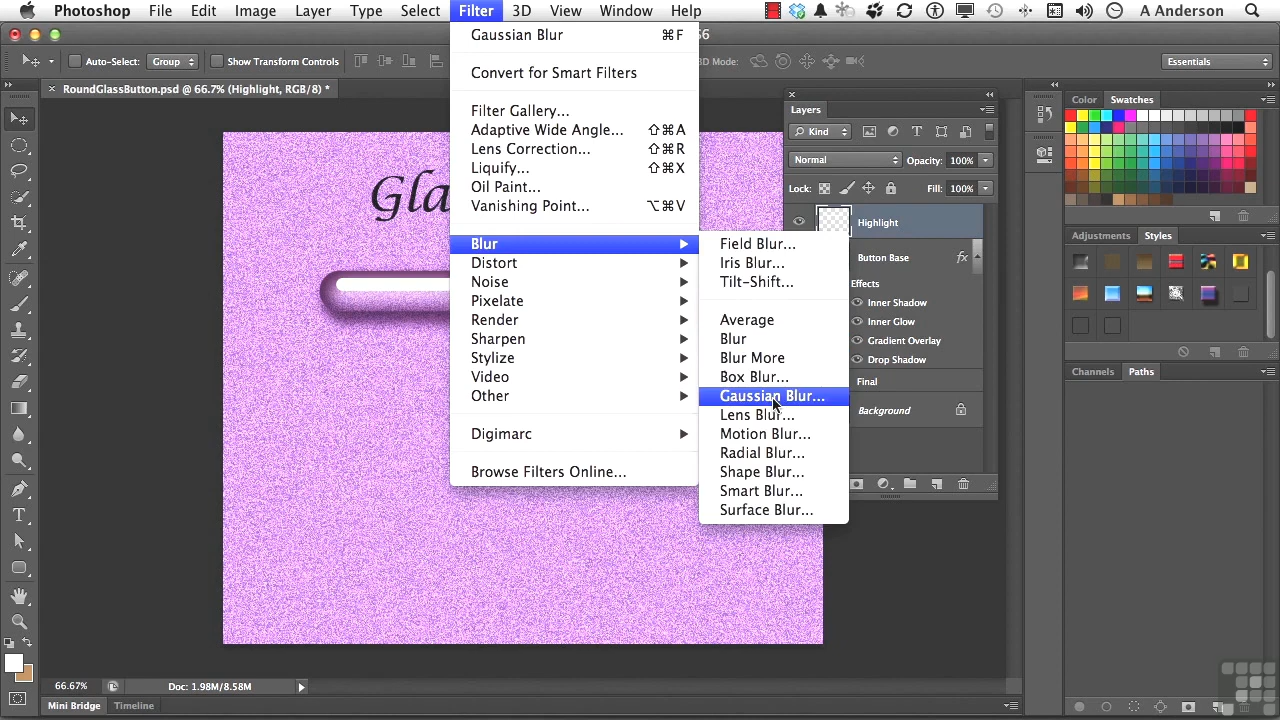 Photoshop File Edit Image Layer Type Select Filter 3D View Window Help A Anderson
Auto-Select: Group Show Transform Controls 3D Mode: Essentials
RoundGlassButton.psd @ 66.7% (Highlight, RGB/8) *
Gaussian Blur ⌘F
Convert for Smart Filters
Filter Gallery...
Adaptive Wide Angle... ⇧⌘A
Lens Correction... ⇧⌘R
Liquify... ⇧⌘X
Oil Paint...
Vanishing Point... ⌥⌘V
Blur
Distort
Noise
Pixelate
Render
Sharpen
Stylize
Video
Other
Digimarc
Browse Filters Online...
Field Blur...
Iris Blur...
Tilt-Shift...
Average
Blur
Blur More
Box Blur...
Gaussian Blur...
Lens Blur...
Motion Blur...
Radial Blur...
Shape Blur...
Smart Blur...
Surface Blur...
Layers
Kind
Normal Opacity: 100%
Lock: Fill: 100%
Highlight
Button Base fx
Effects
Inner Shadow
Inner Glow
Gradient Overlay
Drop Shadow
Final
Background
Color Swatches
Adjustments Styles
Channels Paths
66.67% Doc: 1.98M/8.58M
Mini Bridge Timeline